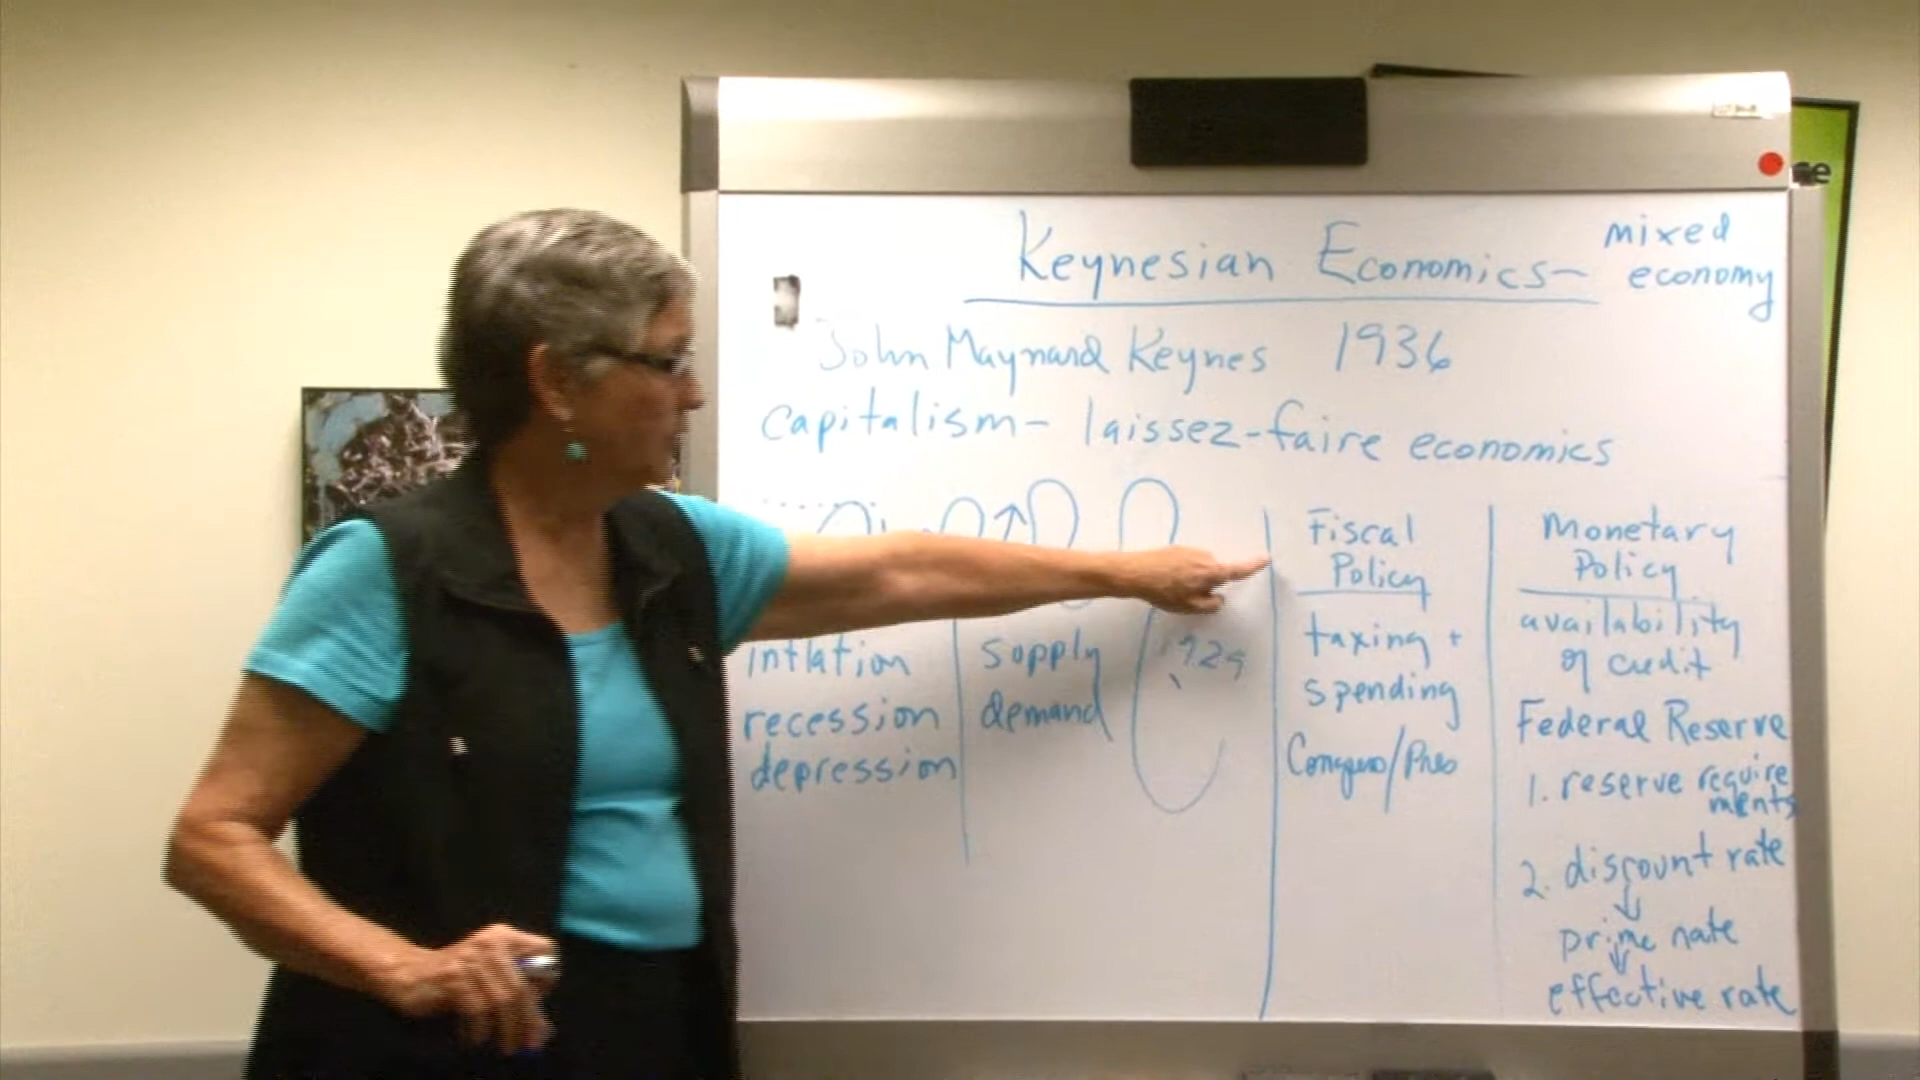 mixed
Keynesian Economics- economy
John Maynard Keynes 1936
capitalism- laissez-faire economics
inflation
recession
depression
supply
demand
1929
Fiscal
Policy
taxing +
spending
Congress/Pres
Monetary
Policy
availability
of credit
Federal Reserve
1. reserve require
ments
2. discount rate
prime rate
effective rate